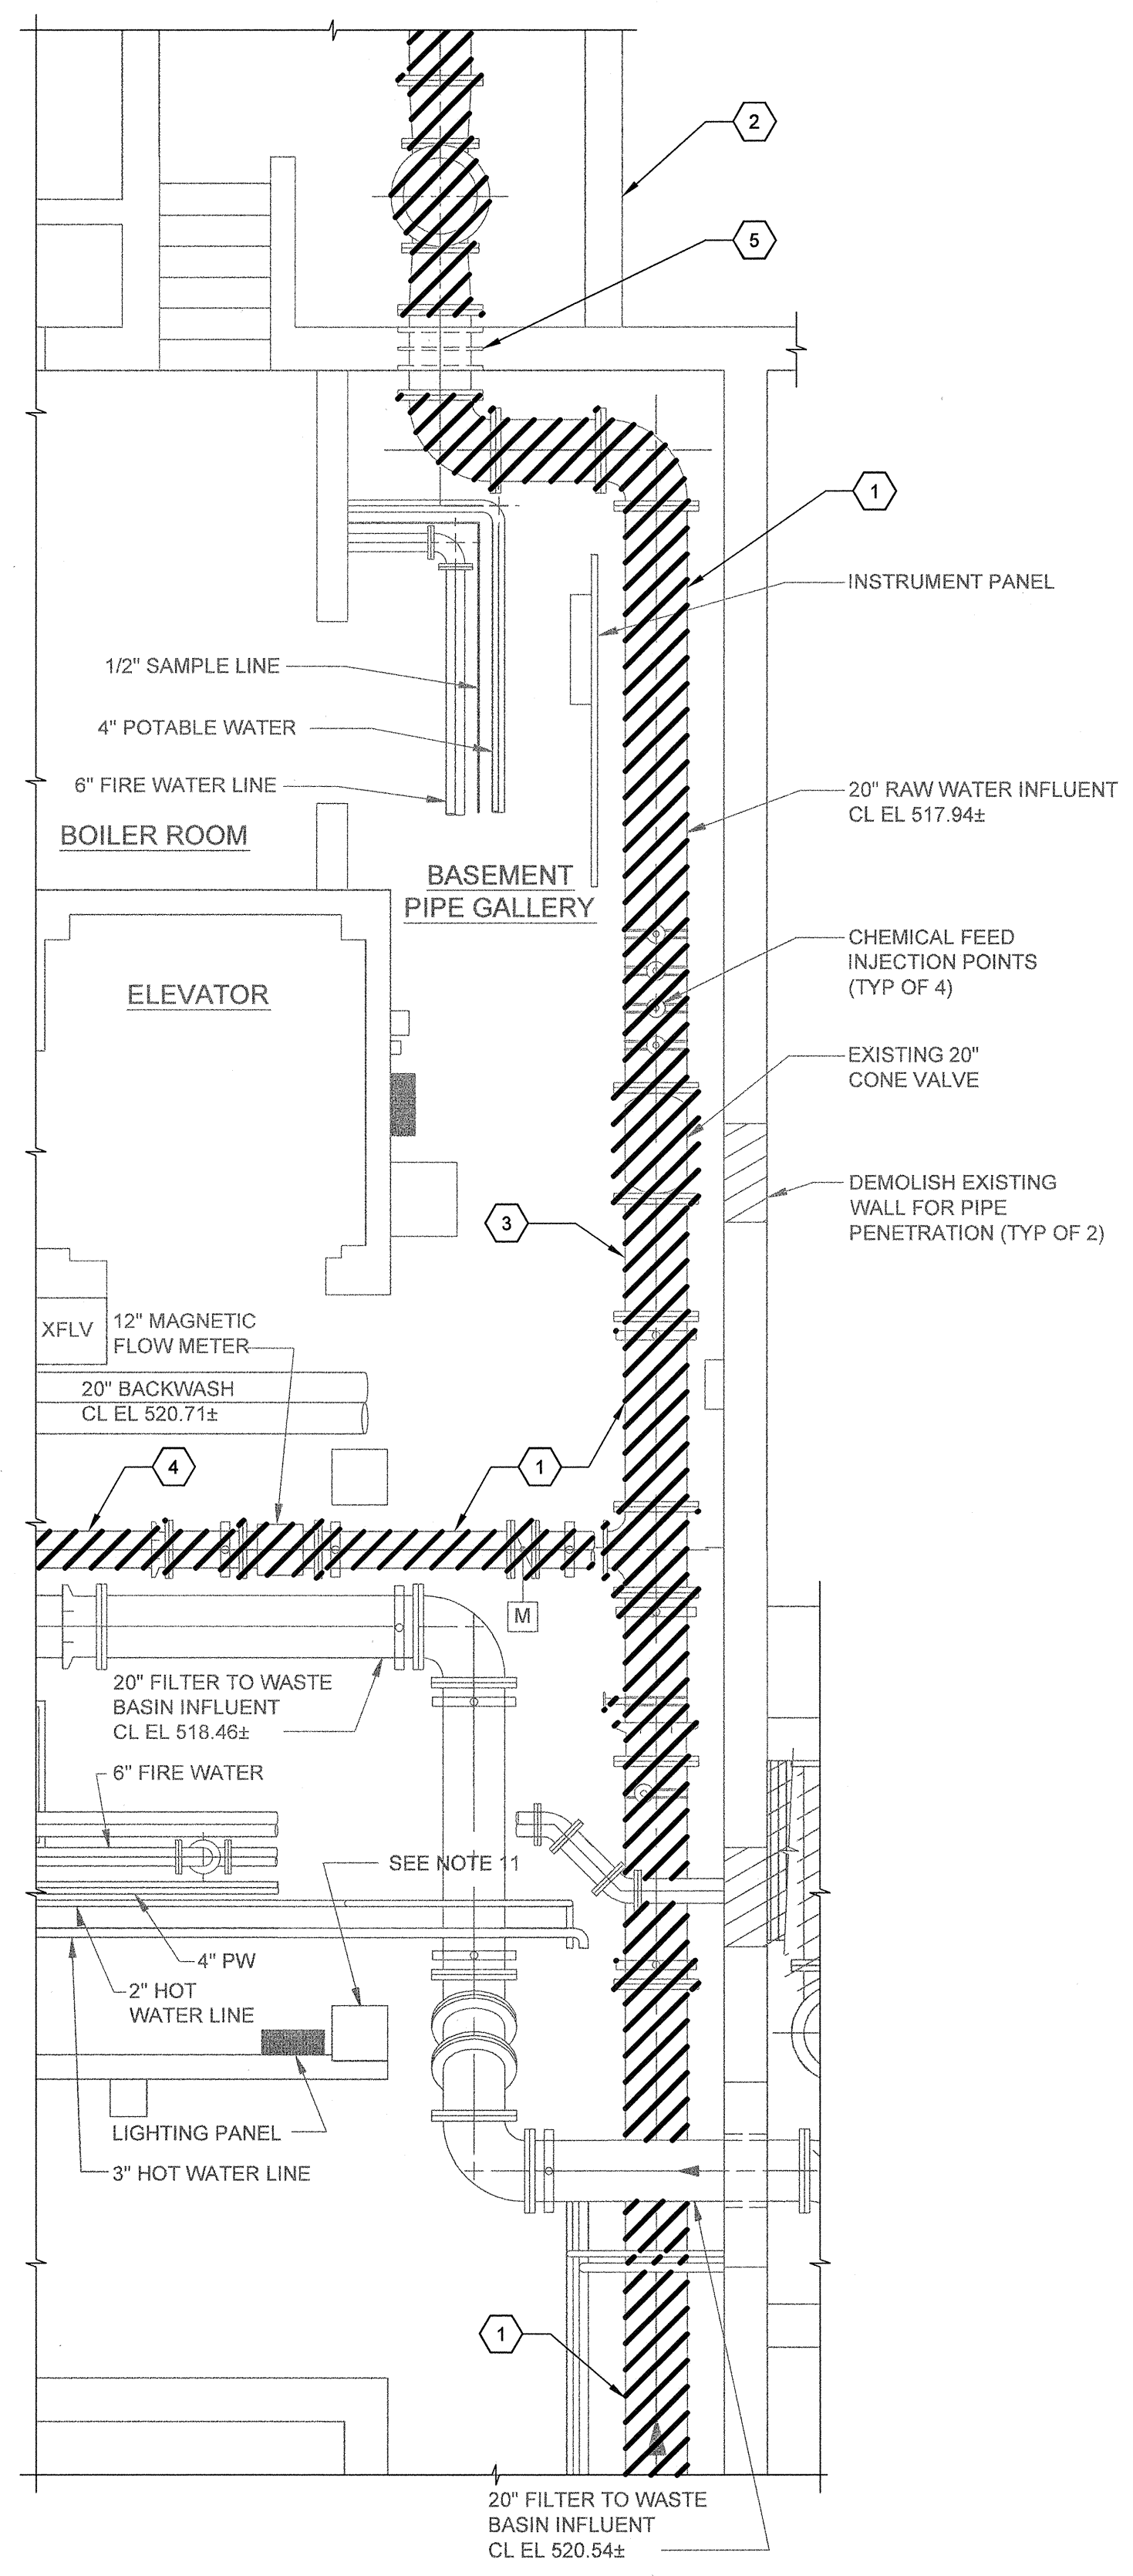 2
5
1
INSTRUMENT PANEL
1/2" SAMPLE LINE
4" POTABLE WATER
6" FIRE WATER LINE
20" RAW WATER INFLUENT
CL EL 517.94±
BOILER ROOM
BASEMENT
PIPE GALLERY
CHEMICAL FEED
INJECTION POINTS
(TYP OF 4)
ELEVATOR
EXISTING 20"
CONE VALVE
DEMOLISH EXISTING
WALL FOR PIPE
PENETRATION (TYP OF 2)
3
XFLV
12" MAGNETIC
FLOW METER
20" BACKWASH
CL EL 520.71±
4
1
M
20" FILTER TO WASTE
BASIN INFLUENT
CL EL 518.46±
6" FIRE WATER
SEE NOTE 11
4" PW
2" HOT
WATER LINE
LIGHTING PANEL
3" HOT WATER LINE
1
20" FILTER TO WASTE
BASIN INFLUENT
CL EL 520.54±